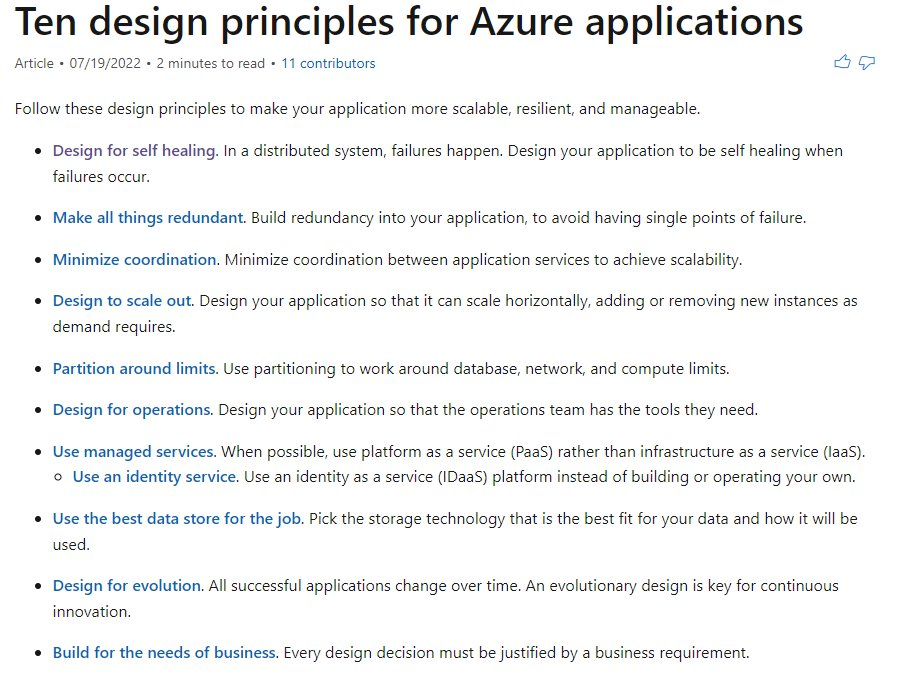 Ten design principles for Azure applications
Article • 07/19/2022 • 2 minutes to read • 11 contributors
Follow these design principles to make your application more scalable, resilient, and manageable.
• Design for self healing. In a distributed system, failures happen. Design your application to be self healing when
failures occur.
• Make all things redundant. Build redundancy into your application, to avoid having single points of failure.
• Minimize coordination. Minimize coordination between application services to achieve scalability.
• Design to scale out. Design your application so that it can scale horizontally, adding or removing new instances as
demand requires.
• Partition around limits. Use partitioning to work around database, network, and compute limits.
• Design for operations. Design your application so that the operations team has the tools they need.
• Use managed services. When possible, use platform as a service (PaaS) rather than infrastructure as a service (IaaS).
○ Use an identity service. Use an identity as a service (IDaaS) platform instead of building or operating your own.
• Use the best data store for the job. Pick the storage technology that is the best fit for your data and how it will be
used.
• Design for evolution. All successful applications change over time. An evolutionary design is key for continuous
innovation.
• Build for the needs of business. Every design decision must be justified by a business requirement.